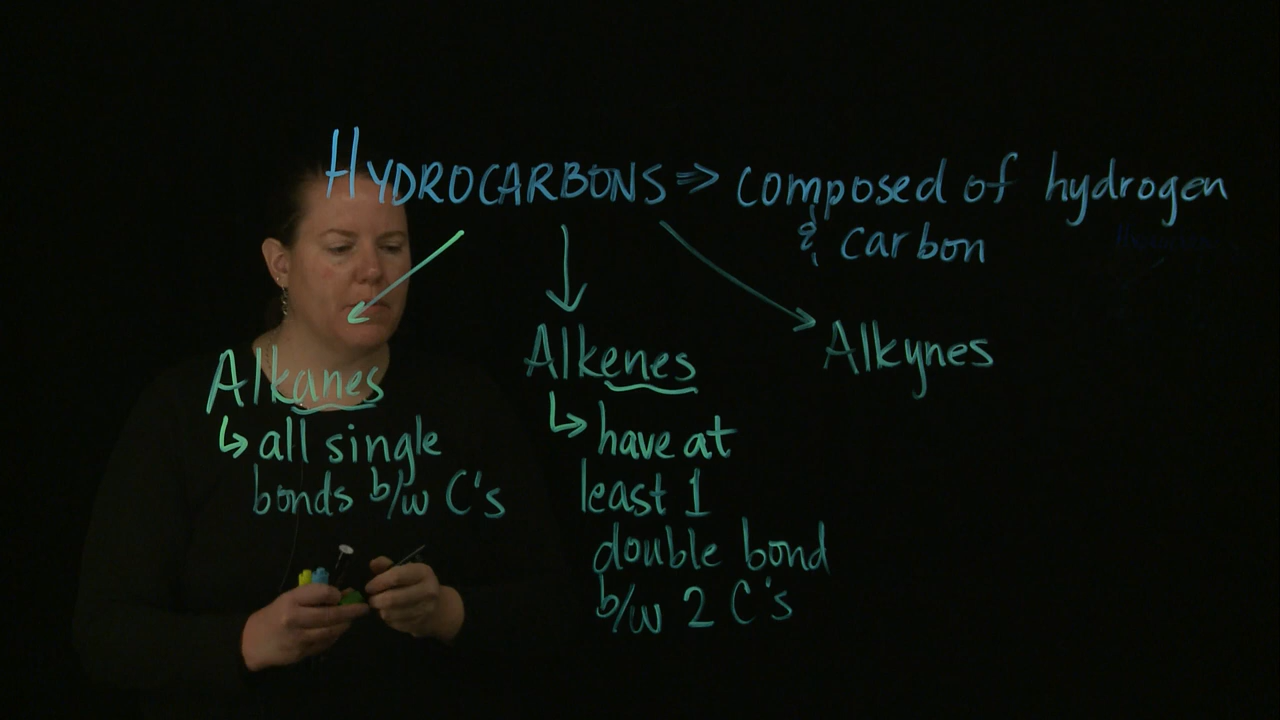 HYDROCARBONS => composed of hydrogen
& carbon
Alkanes
↳ all single
bonds b/w C's
Alkenes
↳ have at
least 1
double bond
b/w 2 C's
Alkynes